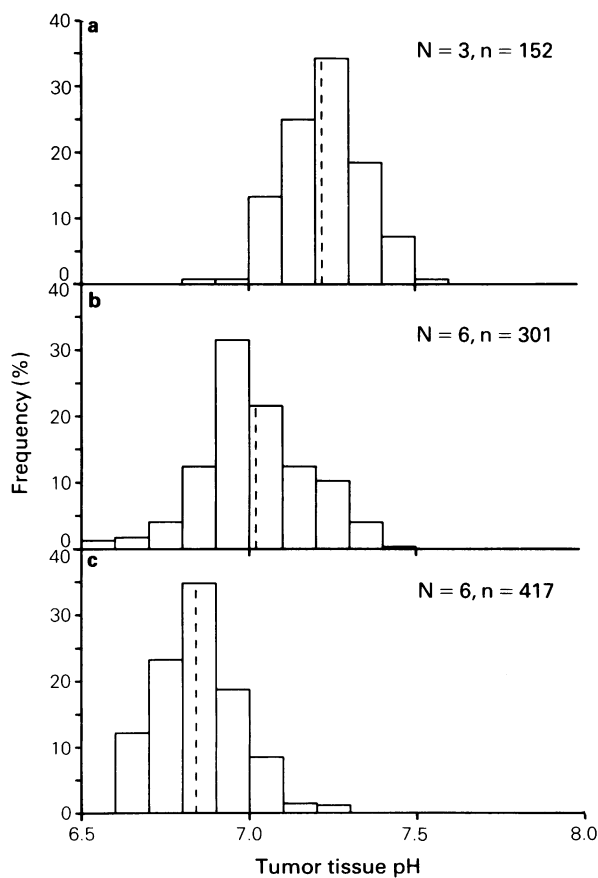 40
a
N = 3, n = 152
30
20
10
0
40
b
N = 6, n = 301
30
20
10
0
Frequency (%)
40
c
N = 6, n = 417
30
20
10
0
6.5 7.0 7.5 8.0
Tumor tissue pH